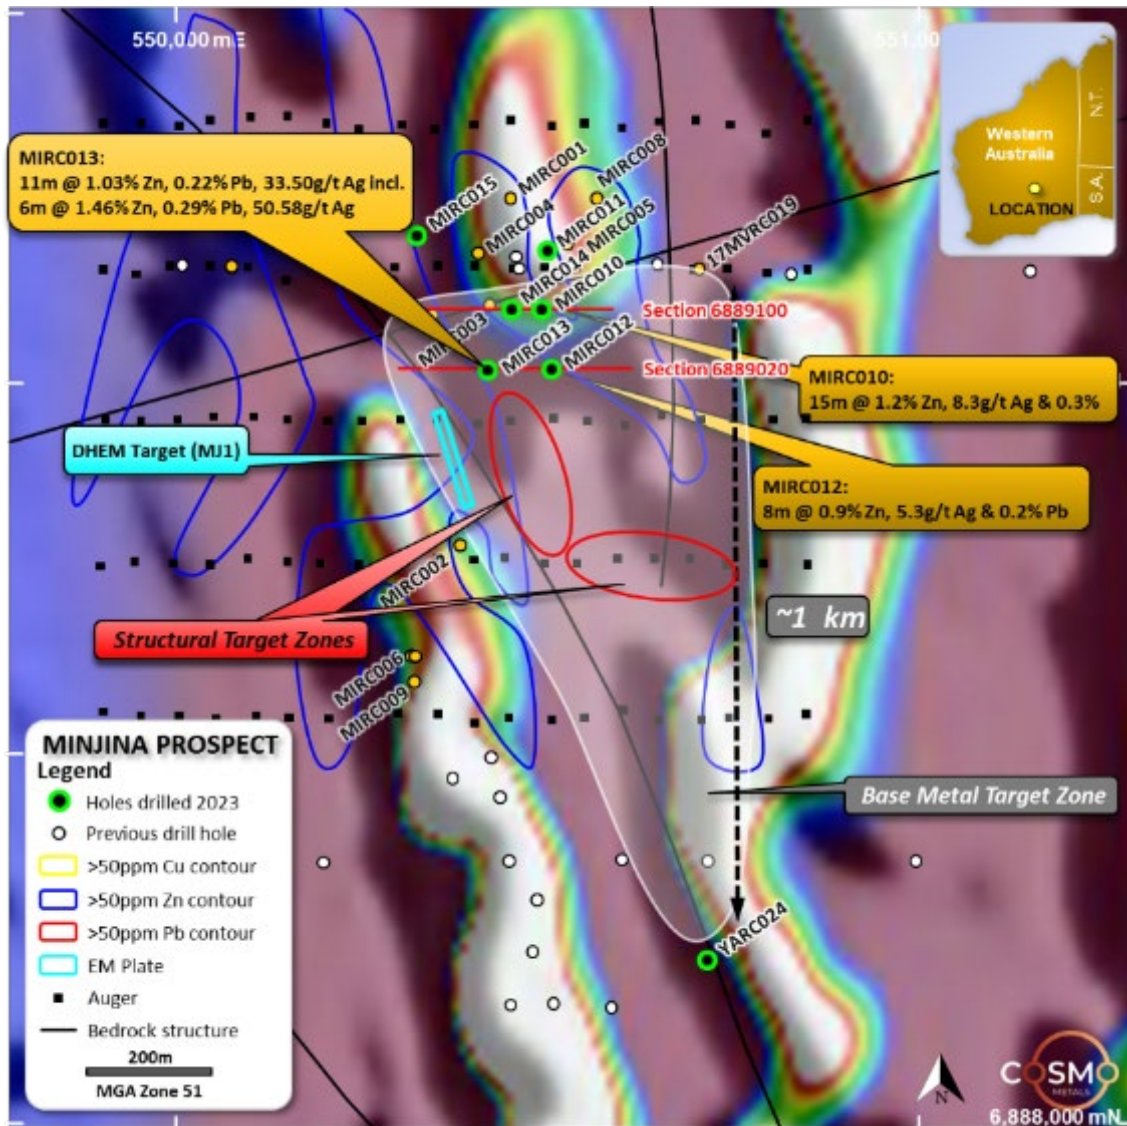 550,000 mE
551,00
Western
Australia
N.T.
S.A.
LOCATION
MIRC013:
11m @ 1.03% Zn, 0.22% Pb, 33.50g/t Ag incl.
6m @ 1.46% Zn, 0.29% Pb, 50.58g/t Ag
MIRC015
MIRC001
MIRC008
MIRC004
MIRC011
MIRC005
MIRC014
MIRC010
17MVRC019
MIRC003
MIRC013
MIRC012
Section 6889100
Section 6889020
MIRC010:
15m @ 1.2% Zn, 8.3g/t Ag & 0.3%
MIRC012:
8m @ 0.9% Zn, 5.3g/t Ag & 0.2% Pb
DHEM Target (MJ1)
MIRC002
Structural Target Zones
~1 km
MIRC006
MIRC009
Base Metal Target Zone
YARC024
MINJINA PROSPECT
Legend
Holes drilled 2023
Previous drill hole
>50ppm Cu contour
>50ppm Zn contour
>50ppm Pb contour
EM Plate
Auger
Bedrock structure
200m
MGA Zone 51
N
COSMO
METALS
6,888,000 mN